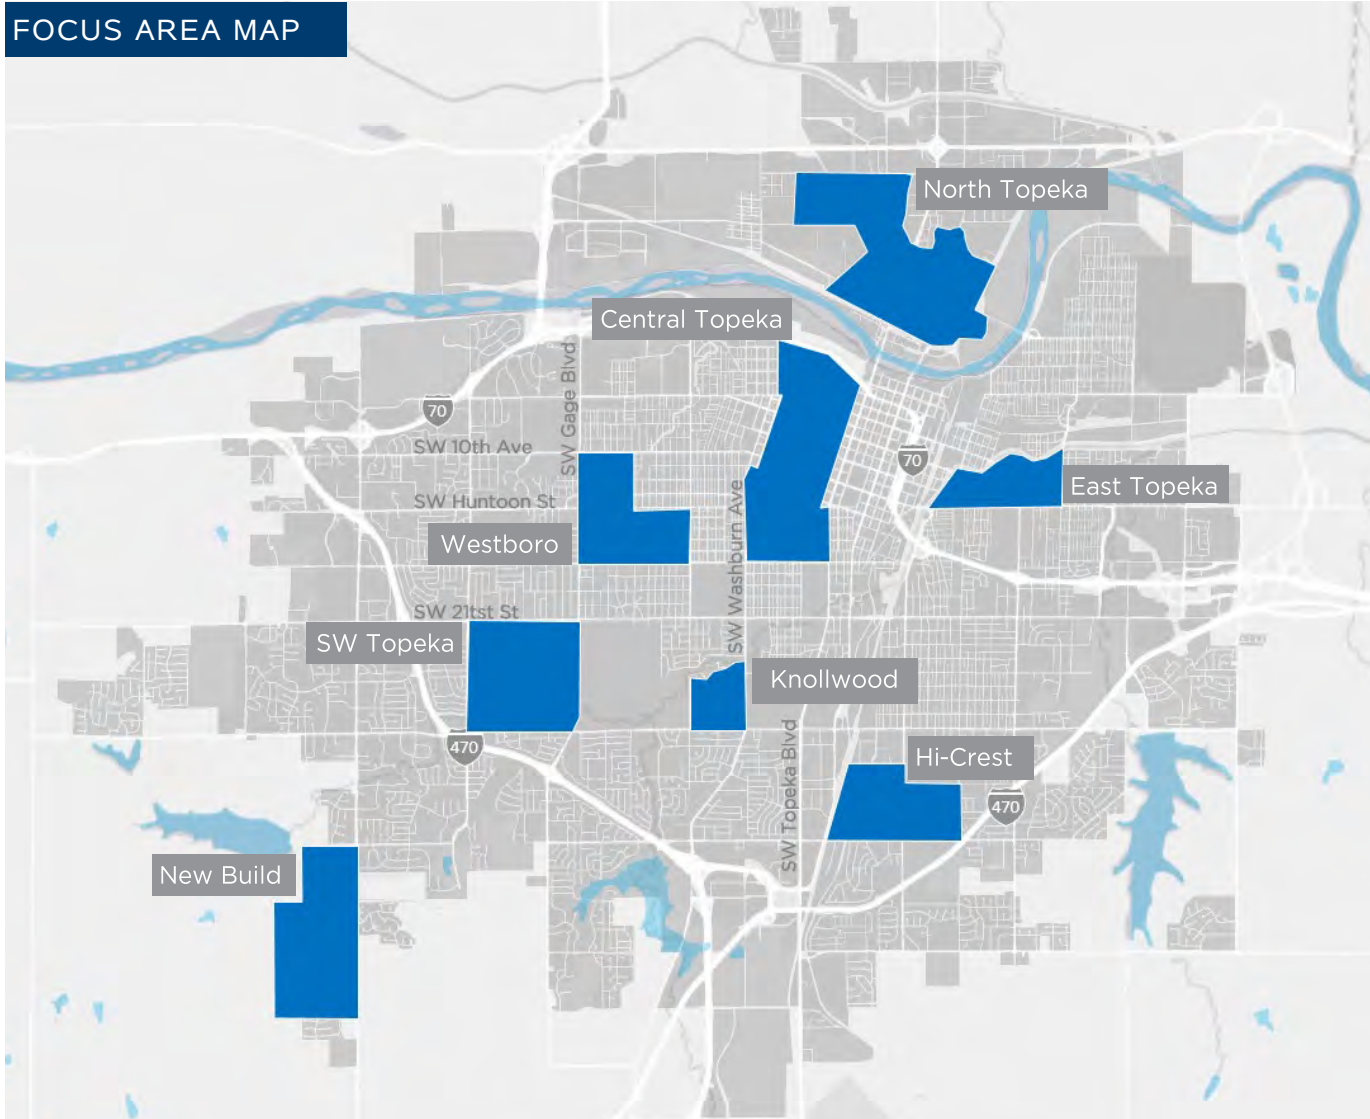 FOCUS AREA MAP
North Topeka
Central Topeka
SW Gage Blvd
70
SW 10th Ave
70
East Topeka
SW Huntoon St
SW Washburn Ave
Westboro
SW 21tst St
SW Topeka
Knollwood
470
SW Topeka Blvd
Hi-Crest
470
New Build